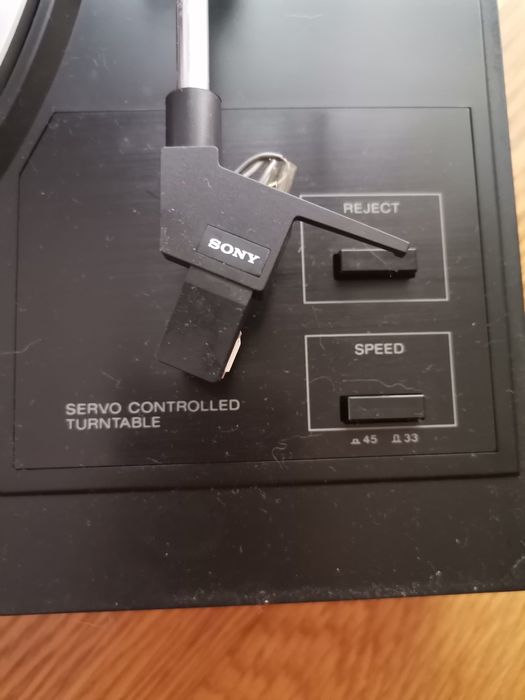 REJECT
SONY
SPEED
SERVO CONTROLLED
TURNTABLE
45 33